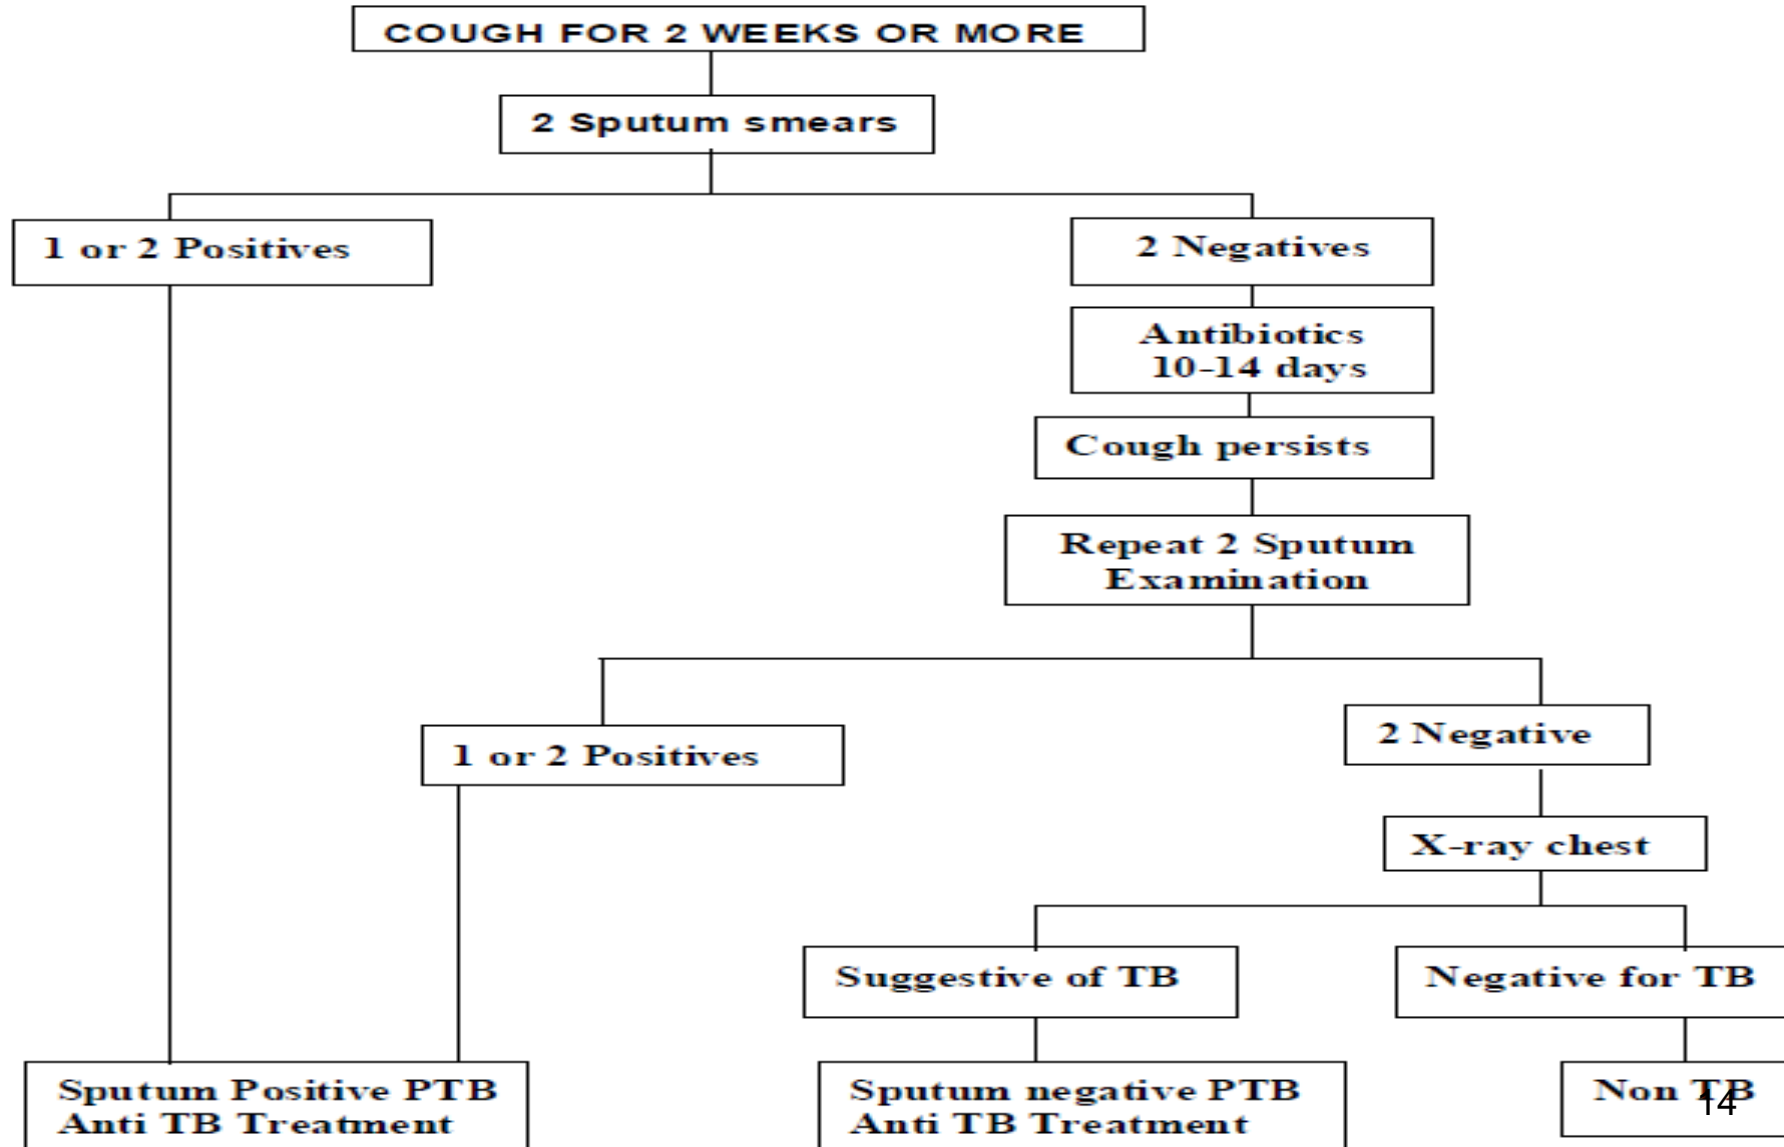 COUGH FOR 2 WEEKS OR MORE
2 Sputum smears
1 or 2 Positives
2 Negatives
Antibiotics
10-14 days
Cough persists
Repeat 2 Sputum
Examination
1 or 2 Positives
2 Negative
X-ray chest
Suggestive of TB
Negative for TB
Sputum Positive PTB
Anti TB Treatment
Sputum negative PTB
Anti TB Treatment
Non TB
14